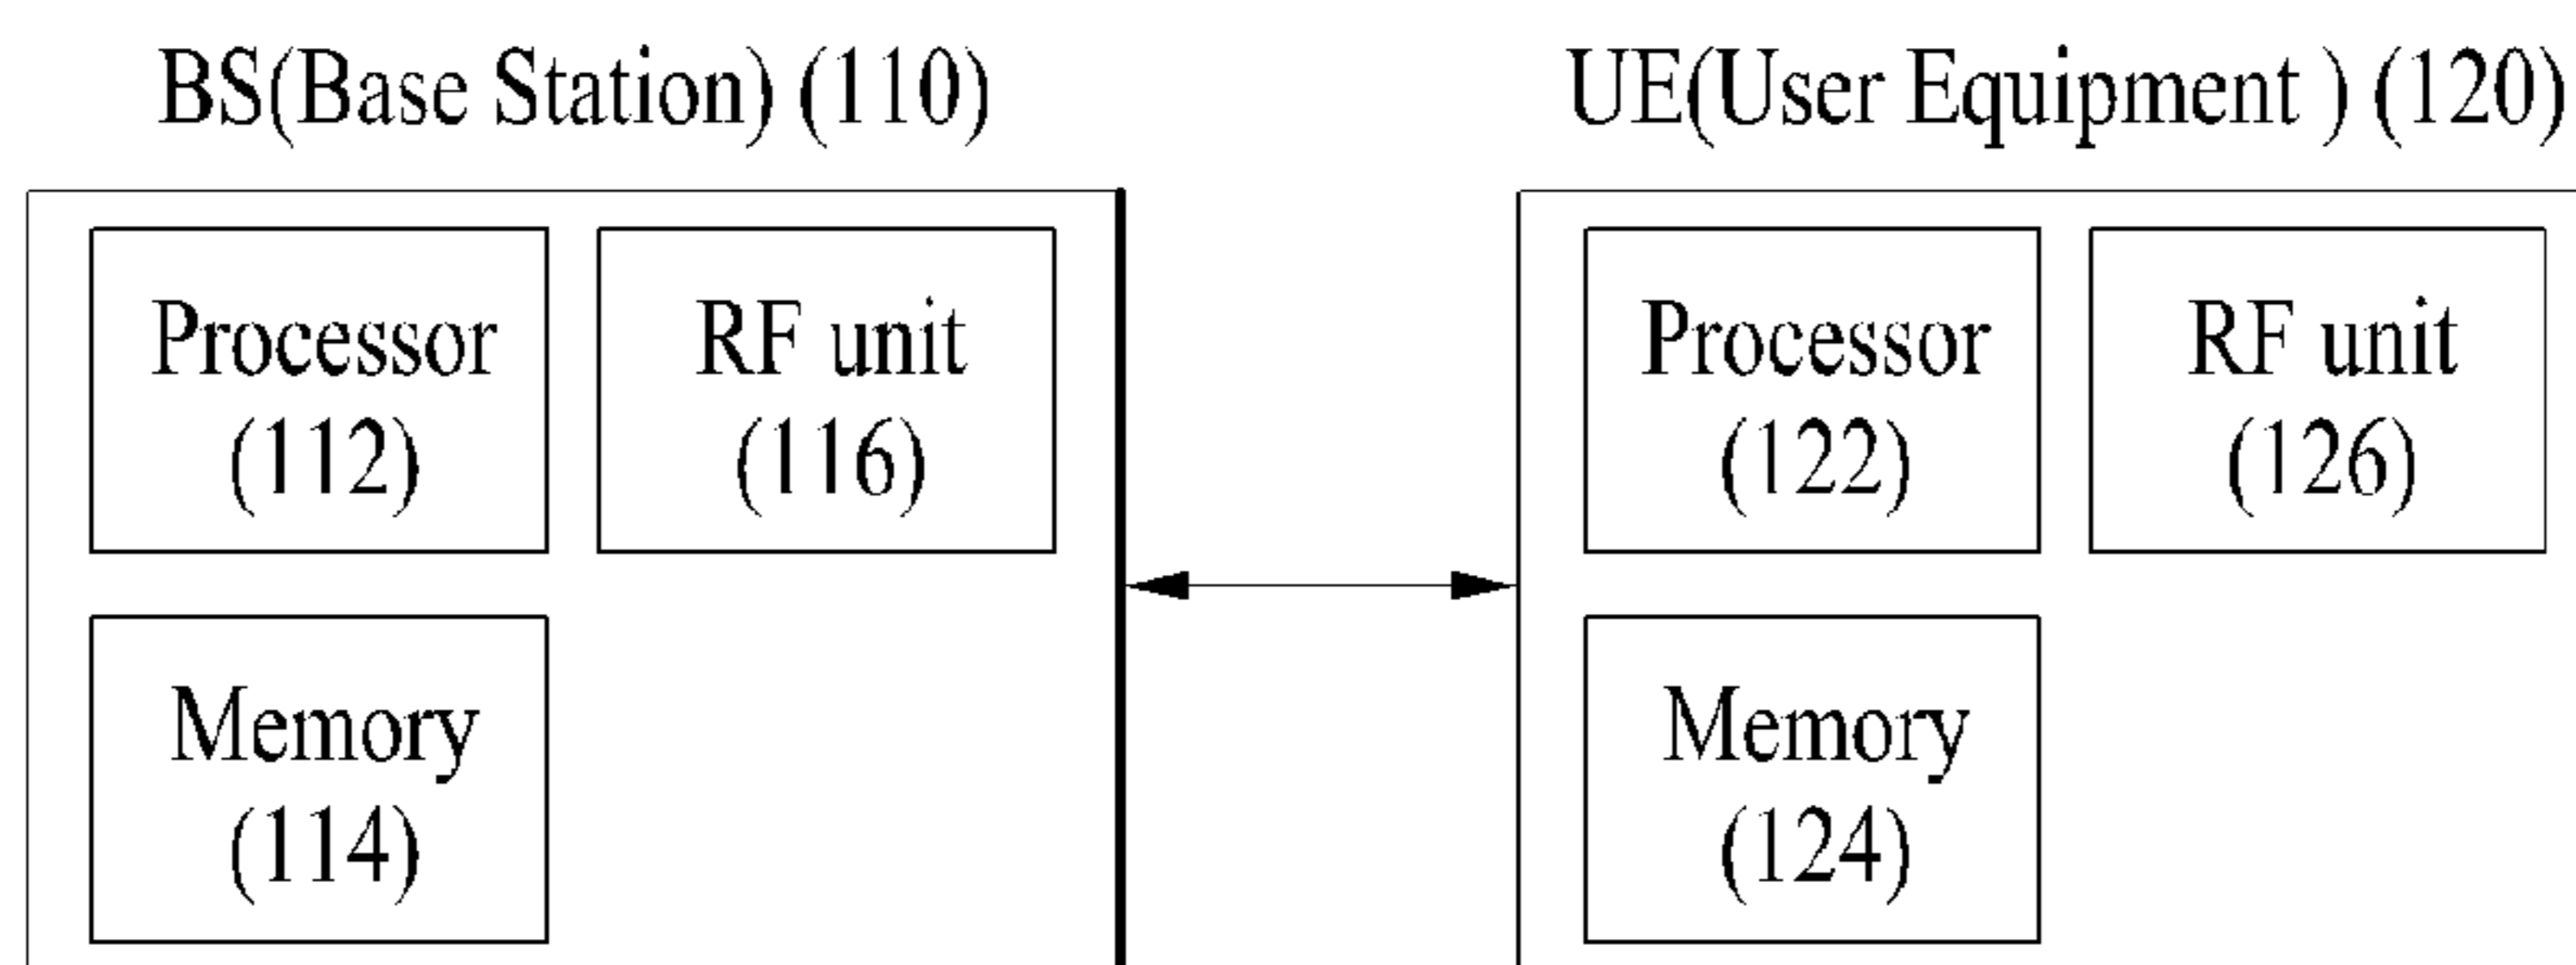 BS(Base Station) (110)
UE(User Equipment ) (120)
Processor
(112)
RF unit
(116)
Processor
(122)
RF unit
(126)
Memory
(114)
Memory
(124)